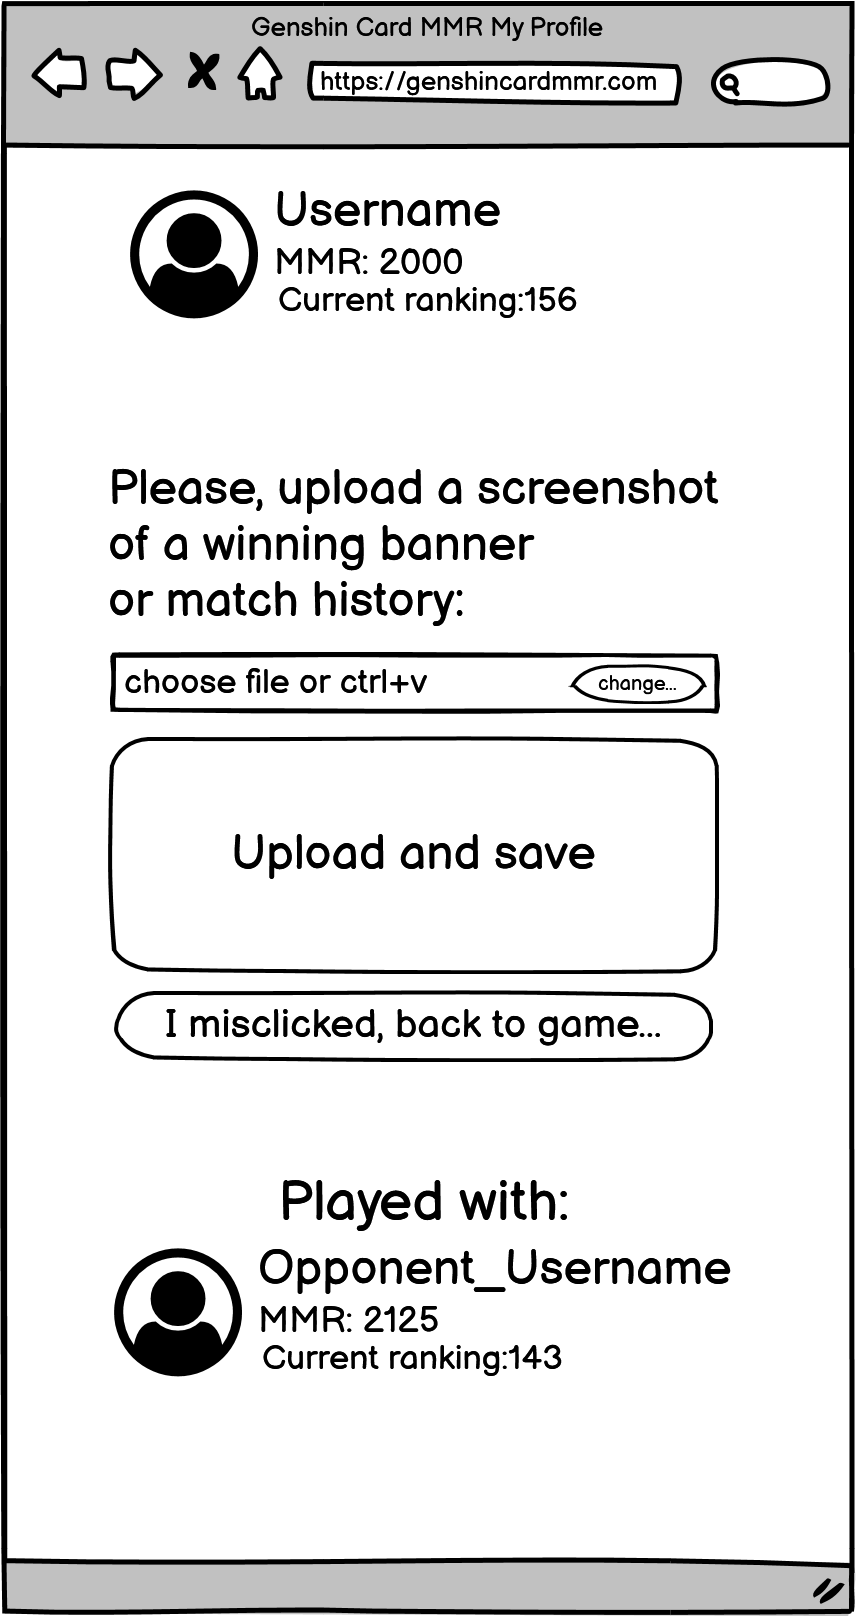 Genshin Card MMR My Profile
https://genshincardmmr.com
Username
MMR: 2000
Current ranking:156
Please, upload a screenshot
of a winning banner
or match history:
choose file or ctrl+v
change...
Upload and save
I misclicked, back to game...
Played with:
Opponent_Username
MMR: 2125
Current ranking:143